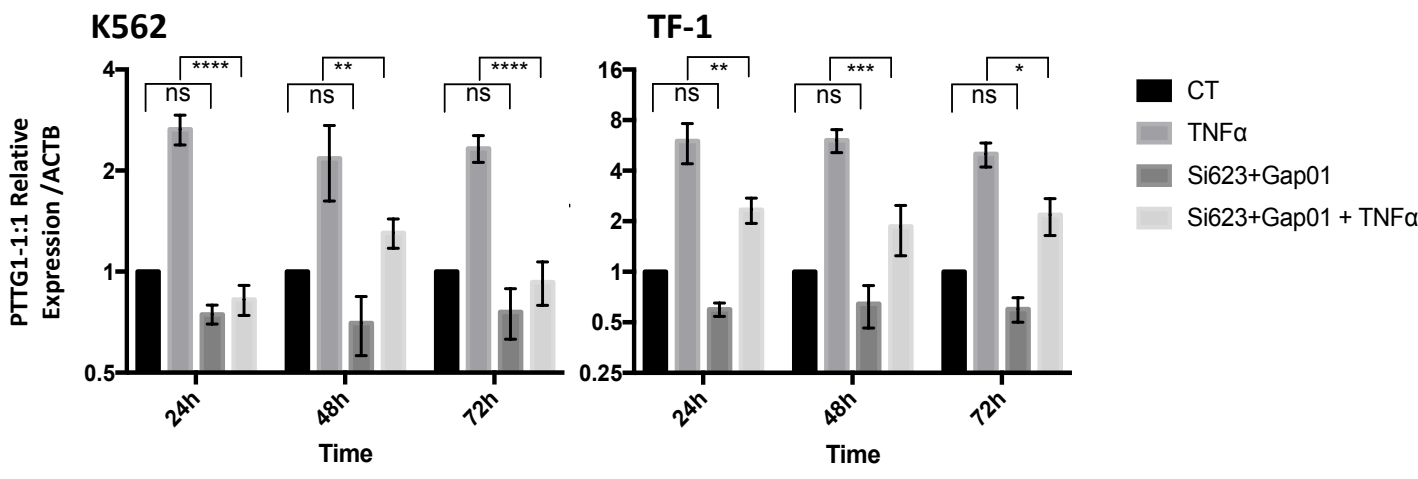 K562
TF-1
PTTG1-1:1 Relative
Expression /ACTB
4
2
1
0.5
****
ns
**
ns
****
ns
24h
48h
72h
Time
16
8
4
2
1
0.5
0.25
**
ns
***
ns
*
ns
24h
48h
72h
Time
CT
TNFα
Si623+Gap01
Si623+Gap01 + TNFα